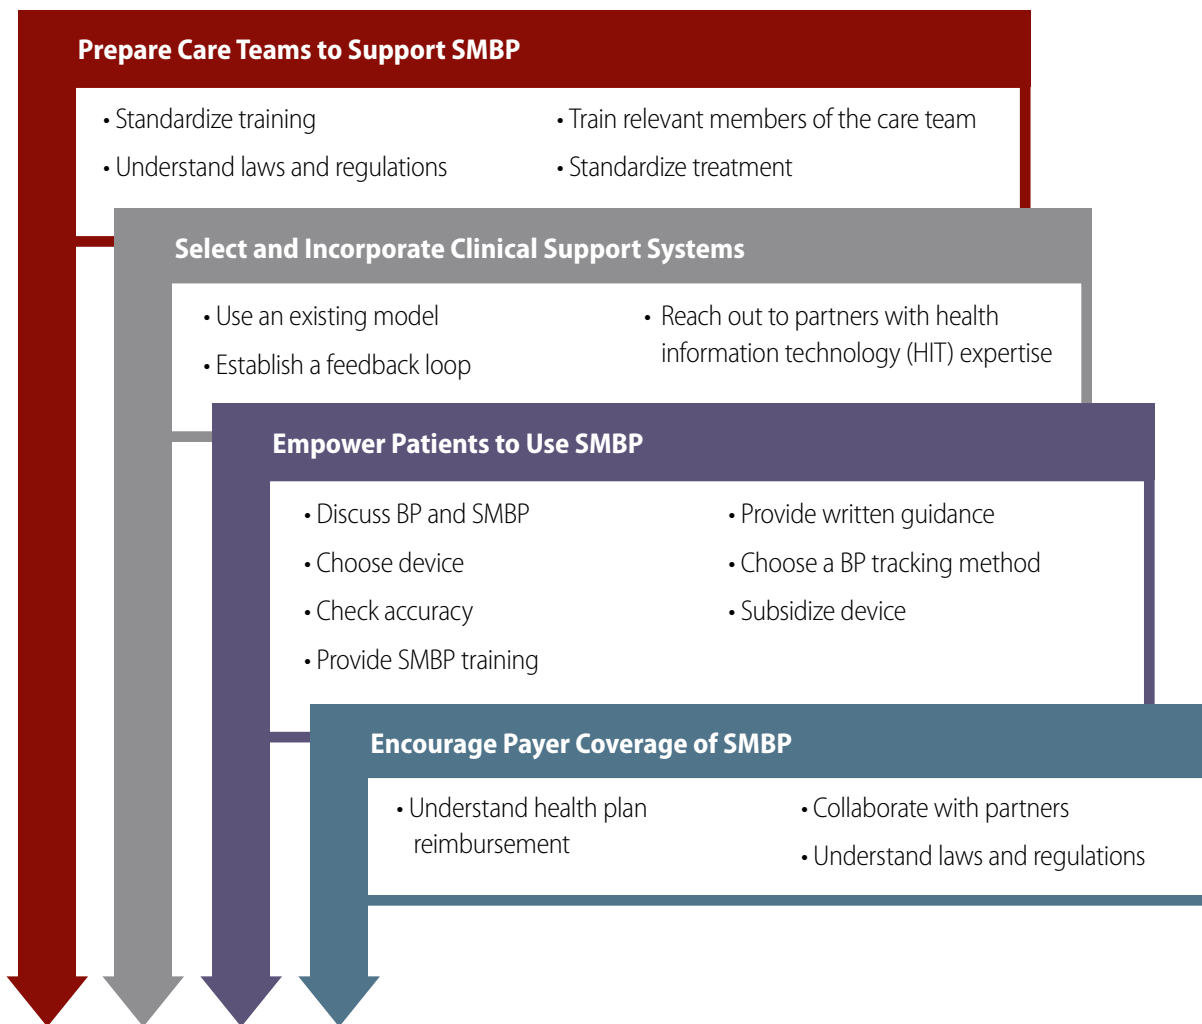 Prepare Care Teams to Support SMBP
• Standardize training
• Understand laws and regulations
• Train relevant members of the care team
• Standardize treatment
Select and Incorporate Clinical Support Systems
• Use an existing model
• Establish a feedback loop
• Reach out to partners with health
information technology (HIT) expertise
Empower Patients to Use SMBP
• Discuss BP and SMBP
• Choose device
• Check accuracy
• Provide SMBP training
• Provide written guidance
• Choose a BP tracking method
• Subsidize device
Encourage Payer Coverage of SMBP
• Understand health plan
reimbursement
• Collaborate with partners
• Understand laws and regulations